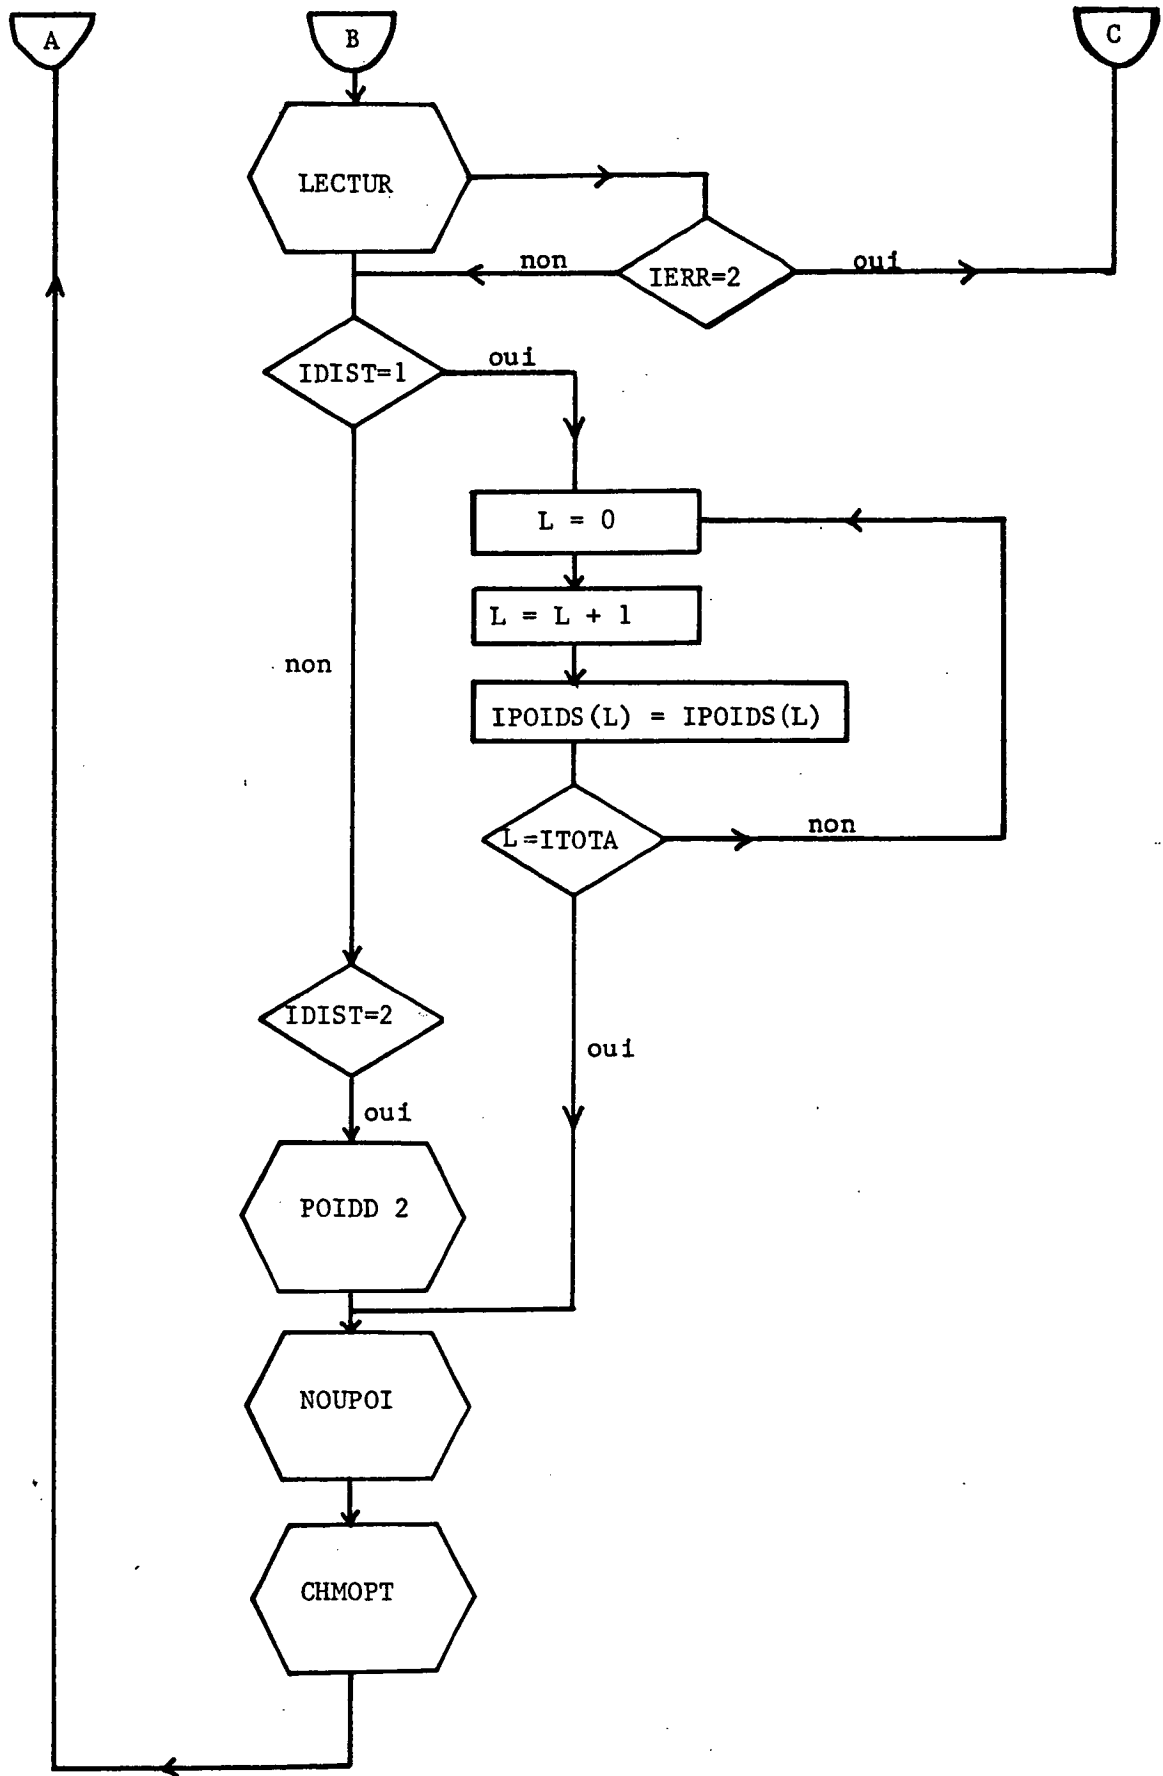 A
B
C
LECTUR
non
IERR=2
oui
IDIST=1
oui
L = 0
L = L + 1
non
IPOIDS(L) = IPOIDS(L)
L=ITOTA
non
IDIST=2
oui
oui
POIDD 2
NOUPOI
CHMOPT